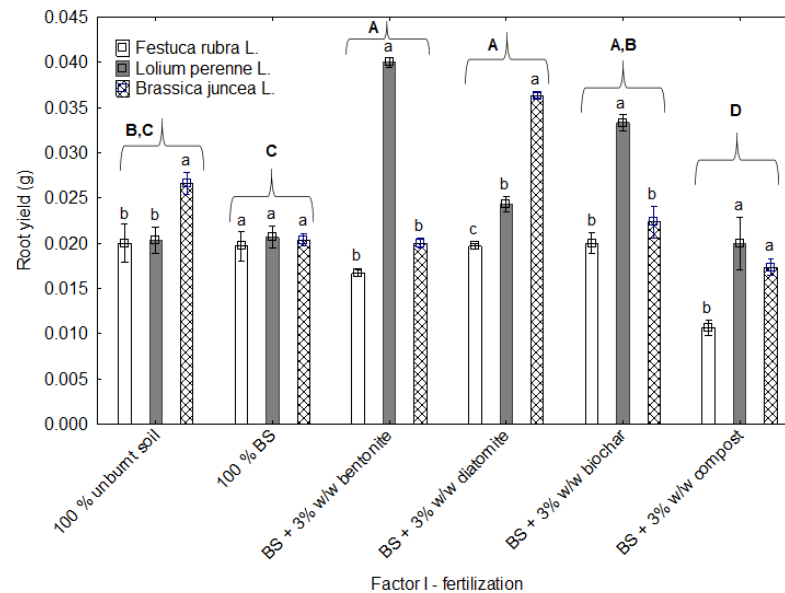 Festuca rubra L.
Lolium perenne L.
Brassica juncea L.
Root yield (g)
0.045
0.040
0.035
0.030
0.025
0.020
0.015
0.010
0.005
0.000
B,C
C
A
A
A,B
D
b b a
a a a
b a b
c b a
b a b
b a a
100 % unburnt soil
100 % BS
BS + 3% w/w bentonite
BS + 3% w/w diatomite
BS + 3% w/w biochar
BS + 3% w/w compost
Factor I - fertilization